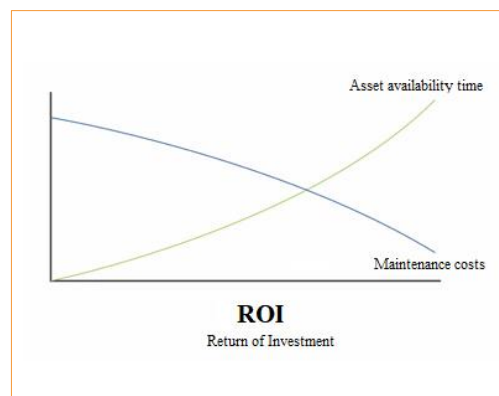 Asset availability time
Maintenance costs
ROI
Return of Investment